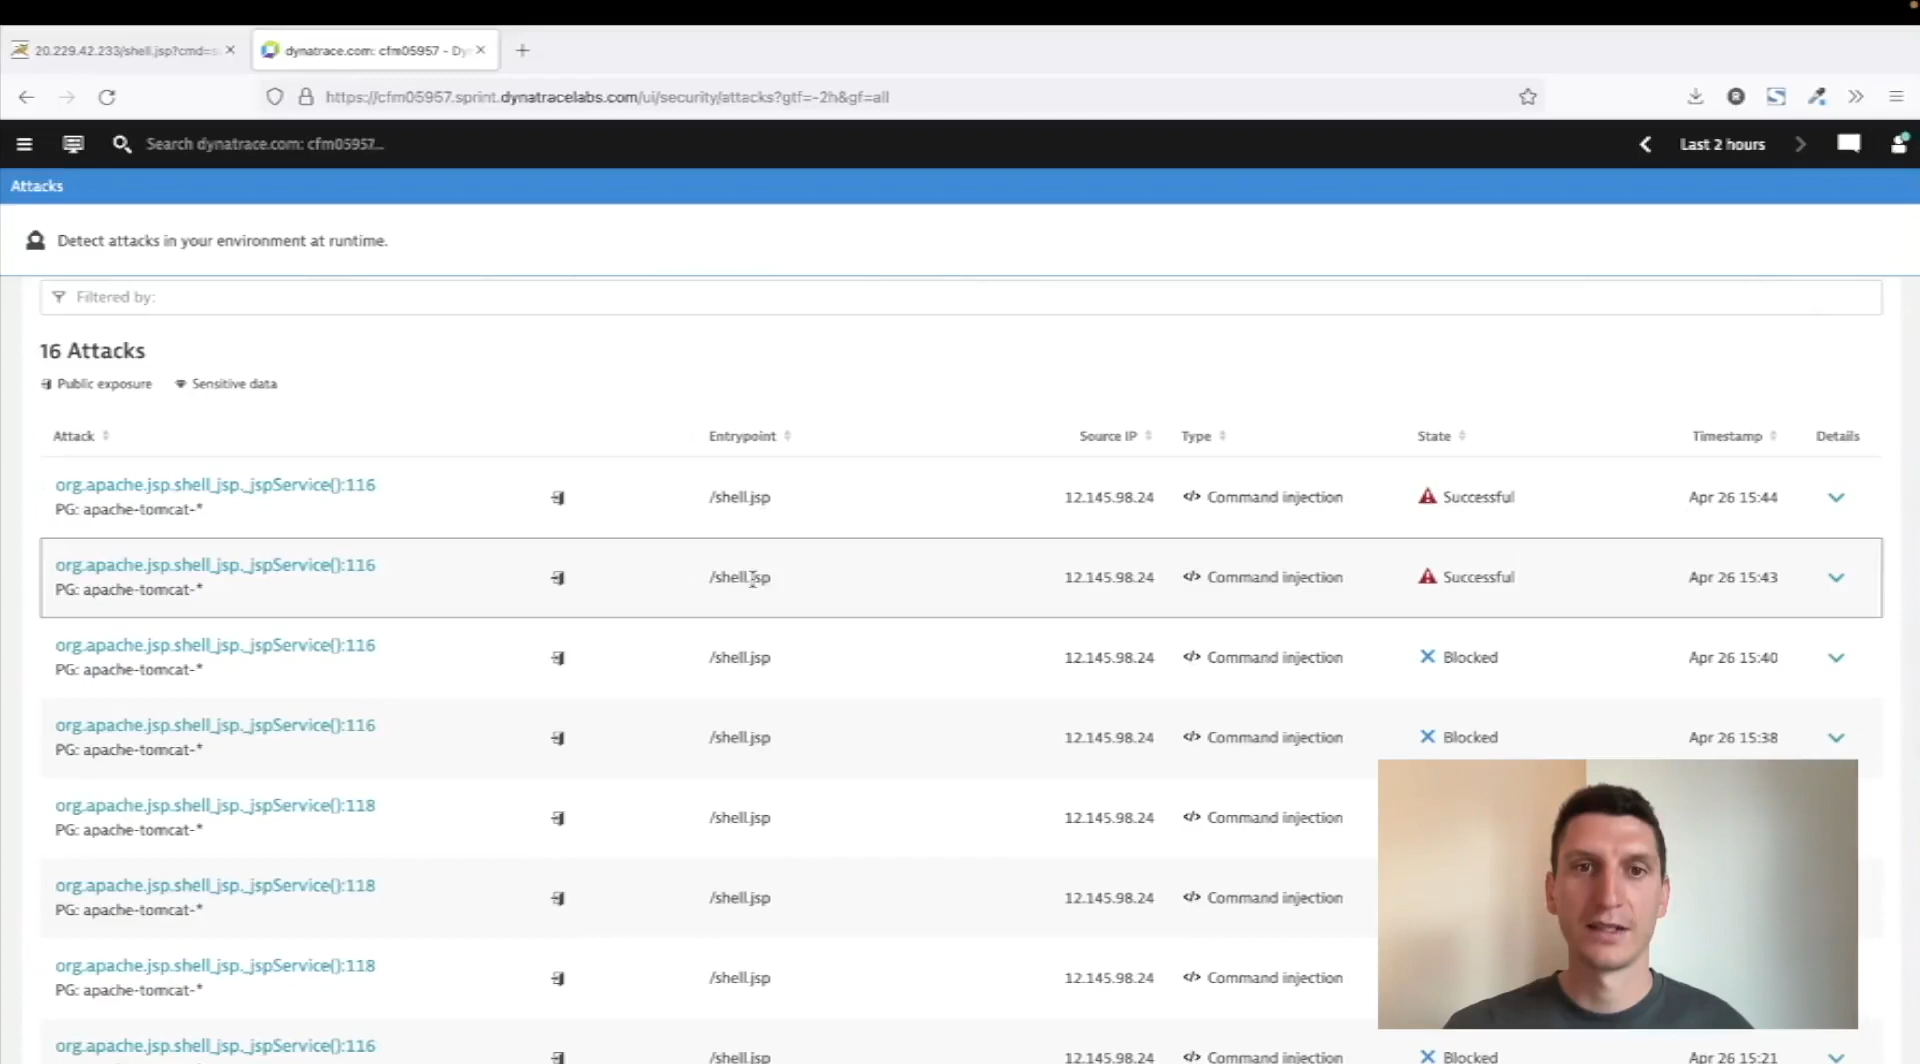 20.229.42.233/shell.jsp?cmd=s
dynatrace.com: cfm05957 - Dy
https://cfm05957.sprint.dynatracelabs.com/ui/security/attacks?gtf=-2h&gf=all
Search dynatrace.com: cfm05957...
Last 2 hours
Attacks
Detect attacks in your environment at runtime.
Filtered by:
16 Attacks
Public exposure Sensitive data
Attack Entrypoint Source IP Type State Timestamp Details
org.apache.jsp.shell_jsp._jspService():116
/shell.jsp 12.145.98.24 </> Command injection Successful Apr 26 15:44
PG: apache-tomcat-*
org.apache.jsp.shell_jsp._jspService():116
/shell.jsp 12.145.98.24 </> Command injection Successful Apr 26 15:43
PG: apache-tomcat-*
org.apache.jsp.shell_jsp._jspService():116
/shell.jsp 12.145.98.24 </> Command injection Blocked Apr 26 15:40
PG: apache-tomcat-*
org.apache.jsp.shell_jsp._jspService():116
/shell.jsp 12.145.98.24 </> Command injection Blocked Apr 26 15:38
PG: apache-tomcat-*
org.apache.jsp.shell_jsp._jspService():118
/shell.jsp 12.145.98.24 </> Command injection
PG: apache-tomcat-*
org.apache.jsp.shell_jsp._jspService():118
/shell.jsp 12.145.98.24 </> Command injection
PG: apache-tomcat-*
org.apache.jsp.shell_jsp._jspService():118
/shell.jsp 12.145.98.24 </> Command injection
PG: apache-tomcat-*
org.apache.jsp.shell_jsp._jspService():116
/shell.jsp 12.145.98.24 </> Command injection Blocked Apr 26 15:21